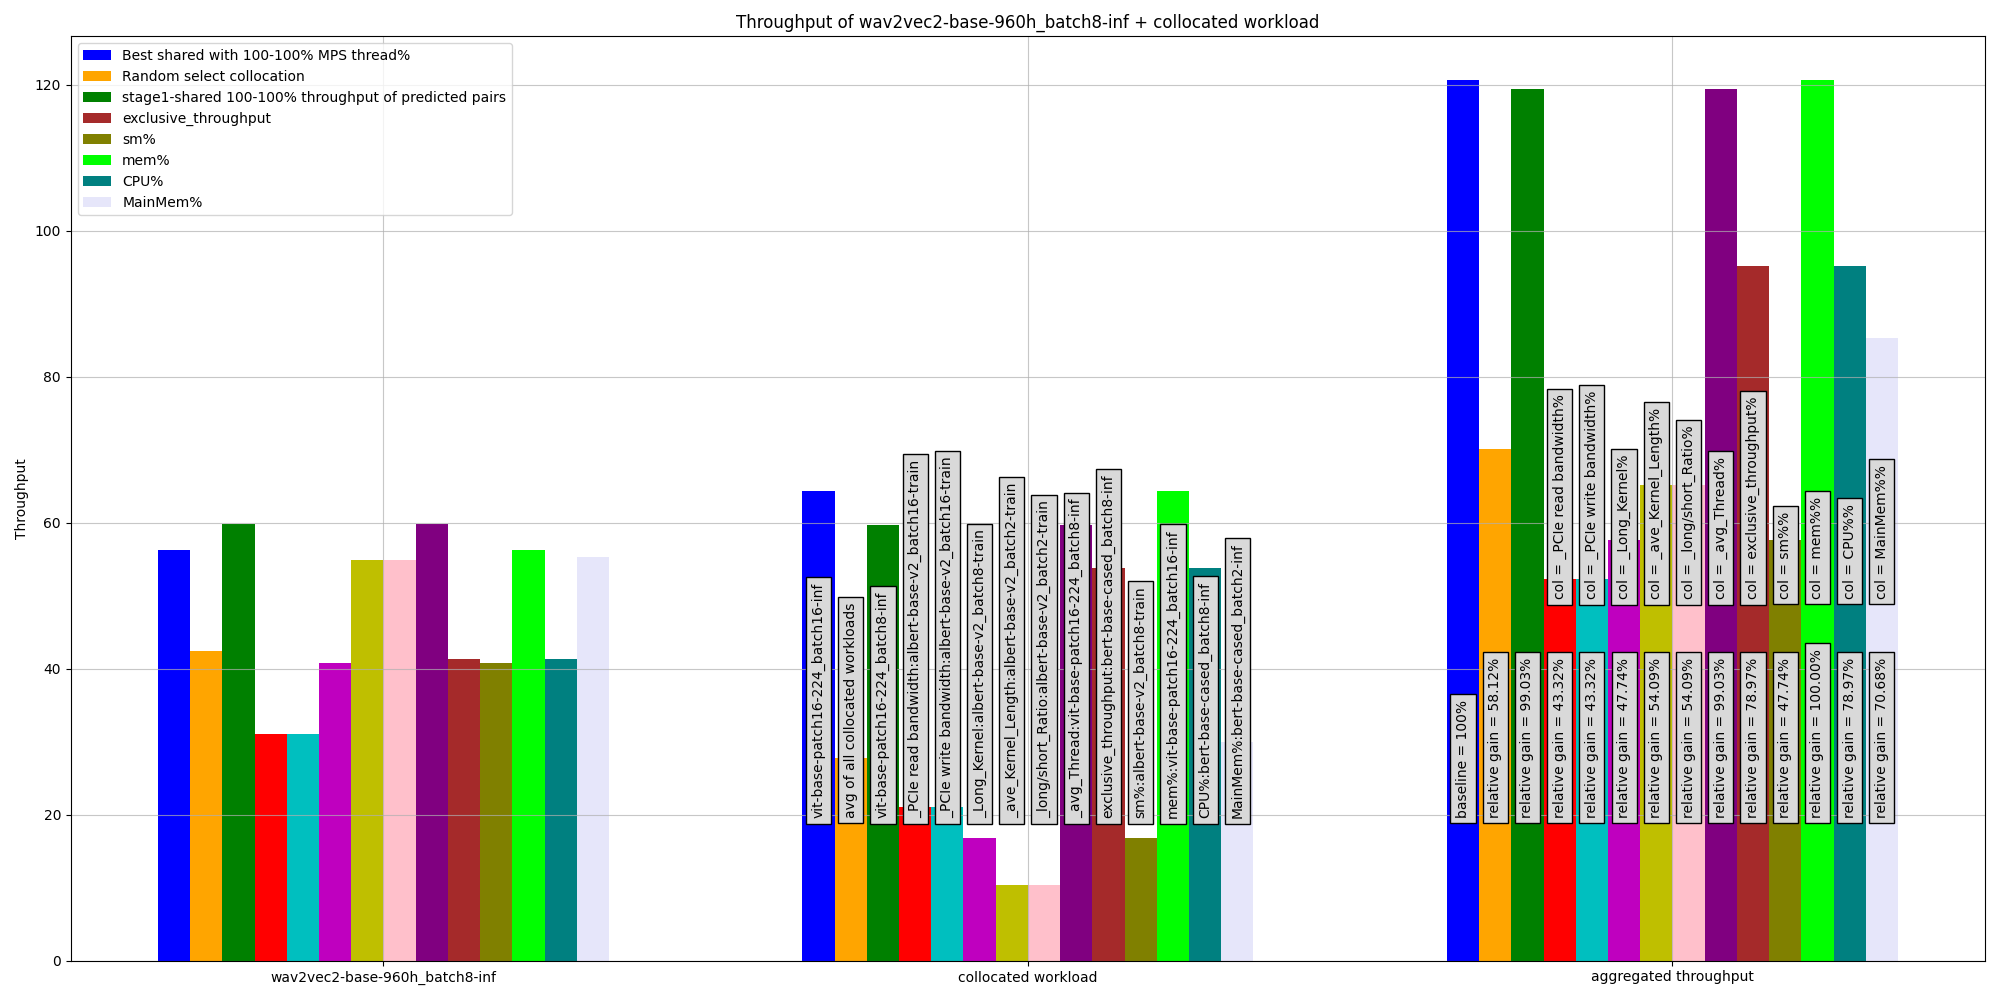 Throughput of wav2vec2-base-960h_batch8-inf + collocated workload
Best shared with 100-100% MPS thread%
Random select collocation
stage1-shared 100-100% throughput of predicted pairs
exclusive_throughput
sm%
mem%
CPU%
MainMem%
Throughput
120
100
80
60
40
20
0
vit-base-patch16-224_batch16-inf
avg of all collocated workloads
vit-base-patch16-224_batch8-inf
_PCIe read bandwidth:albert-base-v2_batch16-train
_PCIe write bandwidth:albert-base-v2_batch16-train
_Long_Kernel:albert-base-v2_batch8-train
_ave_Kernel_Length:albert-base-v2_batch2-train
_long/short_Ratio:albert-base-v2_batch2-train
_avg_Thread:vit-base-patch16-224_batch8-inf
exclusive_throughput:bert-base-cased_batch8-inf
sm%:albert-base-v2_batch8-train
mem%:vit-base-patch16-224_batch16-inf
CPU%:bert-base-cased_batch8-inf
MainMem%:bert-base-cased_batch2-inf
col = _PCIe read bandwidth%
col = _PCIe write bandwidth%
col = _Long_Kernel%
col = _ave_Kernel_Length%
col = _long/short_Ratio%
col = _avg_Thread%
col = exclusive_throughput%
col = sm%%
col = mem%%
col = CPU%%
col = MainMem%%
baseline = 100%
relative gain = 58.12%
relative gain = 99.03%
relative gain = 43.32%
relative gain = 43.32%
relative gain = 47.74%
relative gain = 54.09%
relative gain = 54.09%
relative gain = 99.03%
relative gain = 78.97%
relative gain = 47.74%
relative gain = 100.00%
relative gain = 78.97%
relative gain = 70.68%
wav2vec2-base-960h_batch8-inf
collocated workload
aggregated throughput